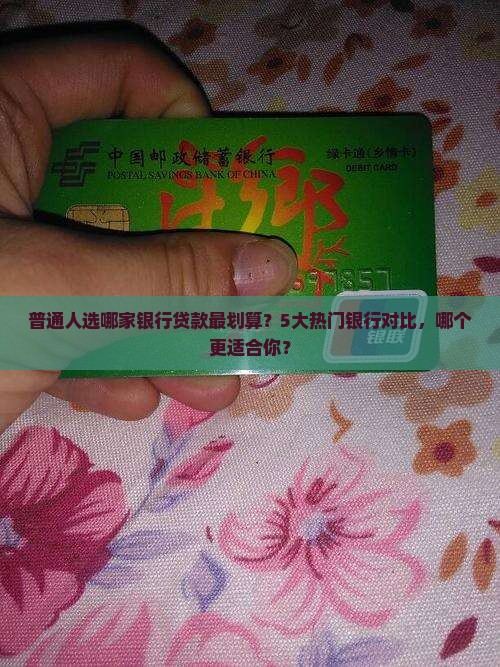 中国邮政储蓄银行
POSTAL SAVINGS BANK OF CHINA
绿卡通(乡情卡)
DEBIT CARD
乡
普通人选哪家银行贷款最划算？5大热门银行对比，哪个
更适合你？
银联